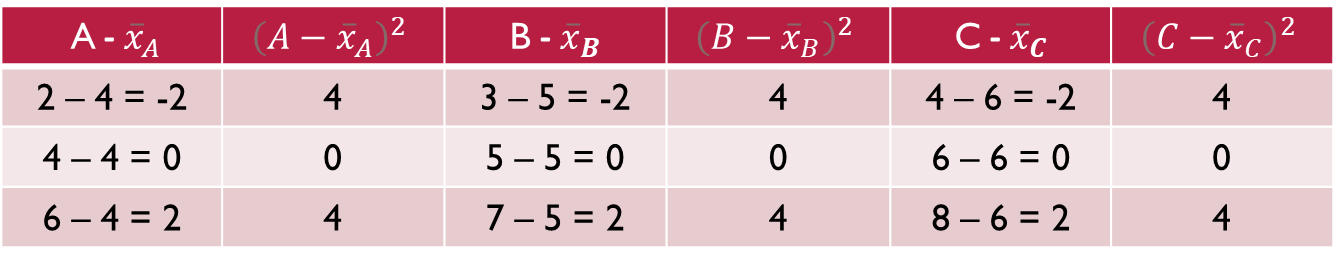 A - x̄_A (A − x̄_A)² B - x̄_B (B − x̄_B)² C - x̄_C (C − x̄_C)²
2 – 4 = -2 4 3 – 5 = -2 4 4 – 6 = -2 4
4 – 4 = 0 0 5 – 5 = 0 0 6 – 6 = 0 0
6 – 4 = 2 4 7 – 5 = 2 4 8 – 6 = 2 4